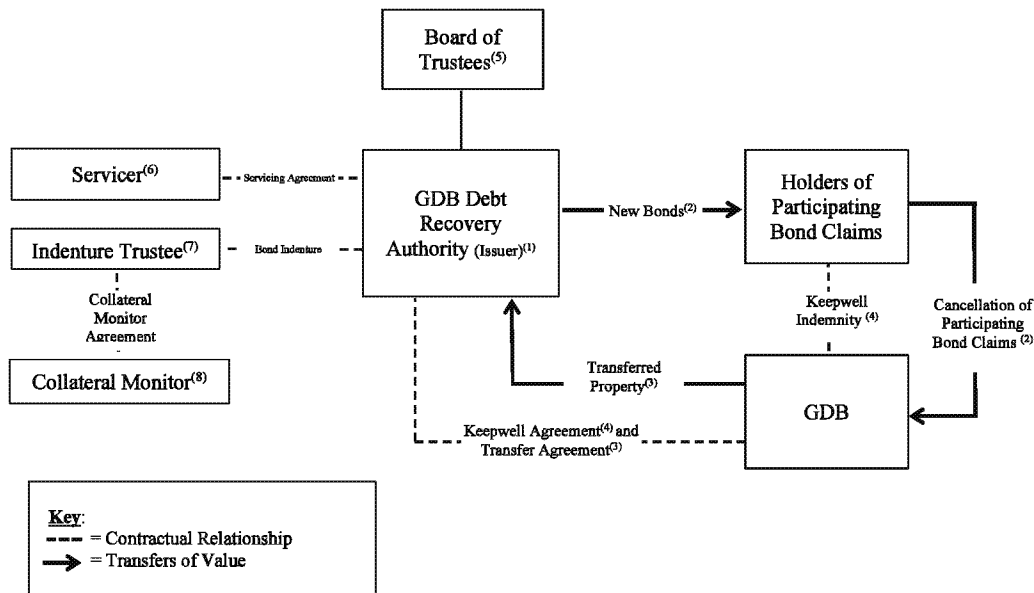 Board of
Trustees(5)
Servicer(6)
Servicing Agreement
GDB Debt
Recovery
Authority (Issuer)(1)
New Bonds(2)
Holders of
Participating
Bond Claims
Indenture Trustee(7)
Bond Indenture
Collateral
Monitor
Agreement
Collateral Monitor(8)
Keepwell
Indemnity (4)
Cancellation of
Participating
Bond Claims (2)
Transferred
Property(3)
GDB
Keepwell Agreement(4) and
Transfer Agreement(3)
Key:
= Contractual Relationship
= Transfers of Value